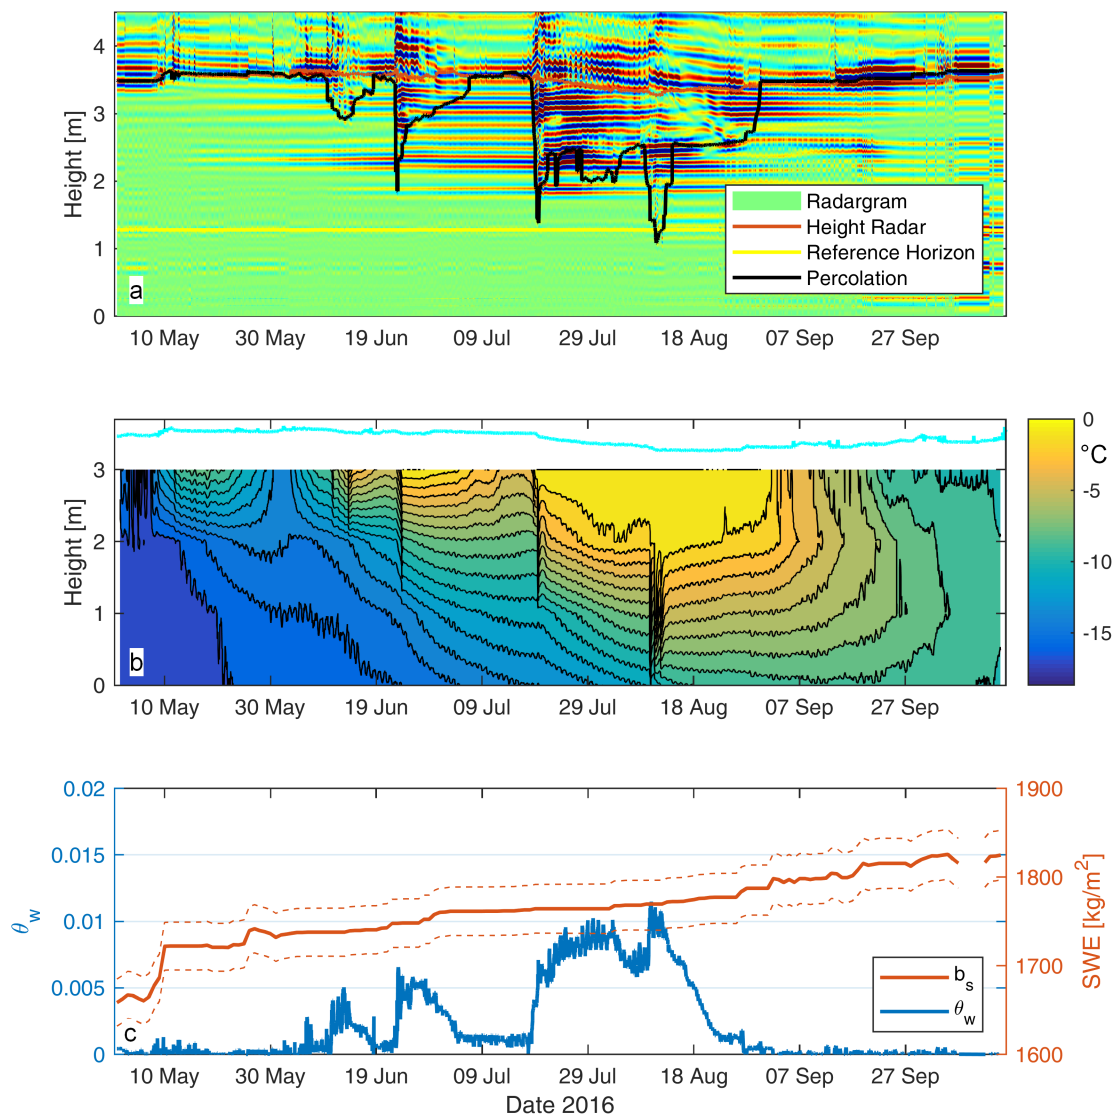 4
3
2
1
0
Height [m]
a
Radargram
Height Radar
Reference Horizon
Percolation
10 May 30 May 19 Jun 09 Jul 29 Jul 18 Aug 07 Sep 27 Sep
3
2
1
0
Height [m]
b
0
°C
-5
-10
-15
10 May 30 May 19 Jun 09 Jul 29 Jul 18 Aug 07 Sep 27 Sep
0.02
0.015
0.01
0.005
0
θw
c
bs
θw
1900
1800
1700
1600
SWE [kg/m²]
10 May 30 May 19 Jun 09 Jul 29 Jul 18 Aug 07 Sep 27 Sep
Date 2016